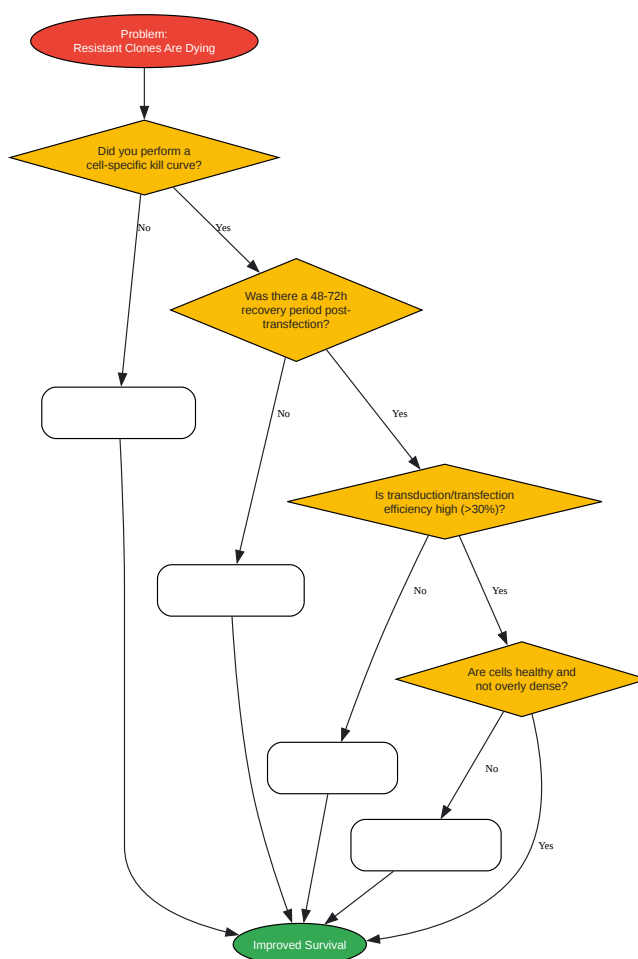 Problem:
Resistant Clones Are Dying
Did you perform a
cell-specific kill curve?
No
Yes
Was there a 48-72h
recovery period post-
transfection?
No
Yes
Is transduction/transfection
efficiency high (>30%)?
No
Yes
Are cells healthy and
not overly dense?
No
Yes
Improved Survival